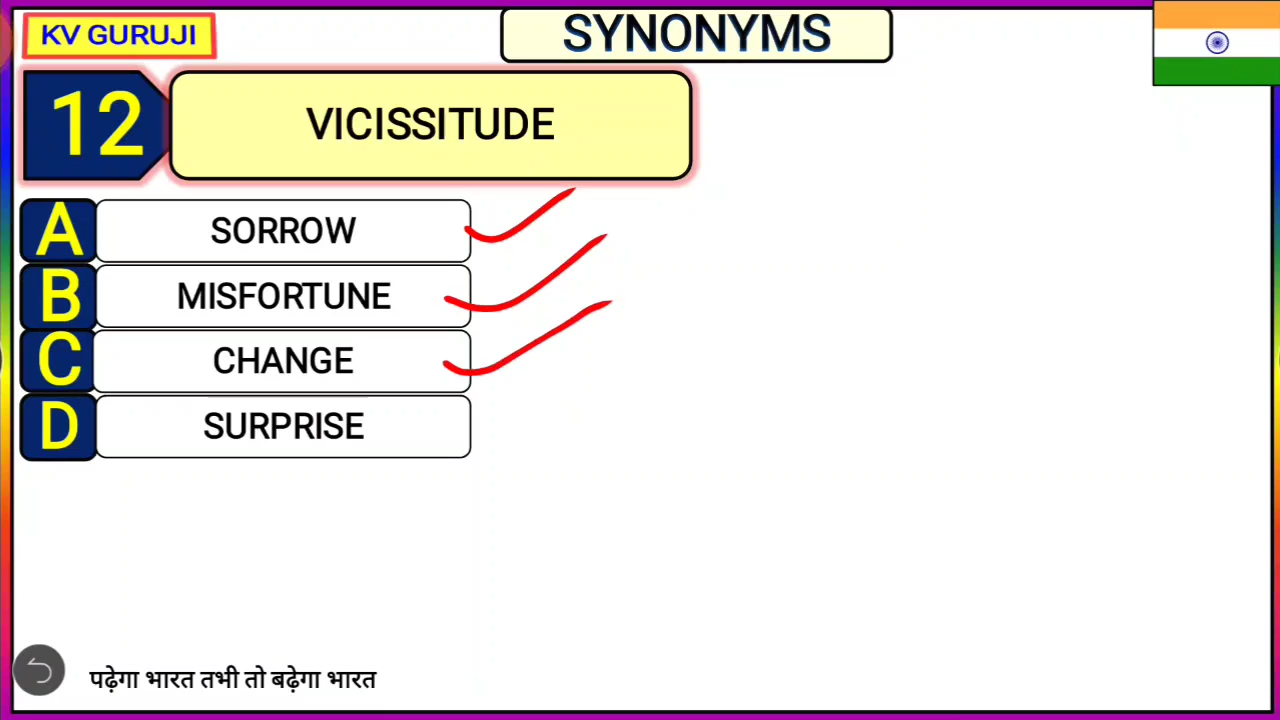 KV GURUJI
SYNONYMS
12
VICISSITUDE
A SORROW
B MISFORTUNE
C CHANGE
D SURPRISE
पढ़ेगा भारत तभी तो बढ़ेगा भारत